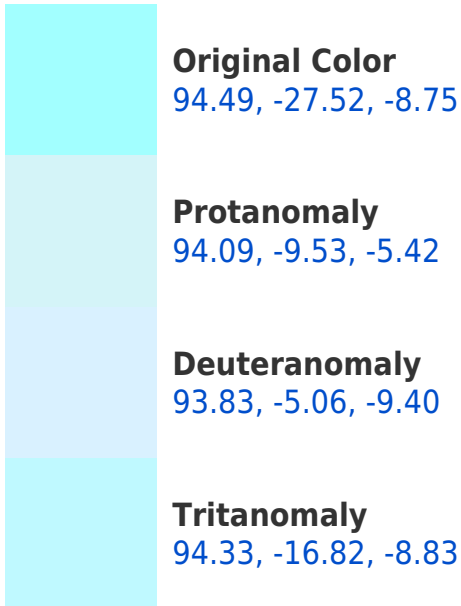 Original Color
94.49, -27.52, -8.75
Protanomaly
94.09, -9.53, -5.42
Deuteranomaly
93.83, -5.06, -9.40
Tritanomaly
94.33, -16.82, -8.83